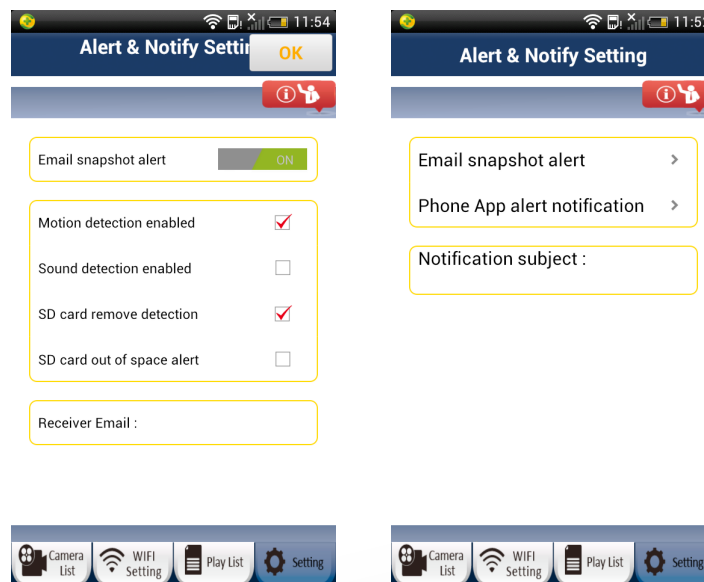 11:54
Alert & Notify Settin
OK
Email snapshot alert
ON
Motion detection enabled
Sound detection enabled
SD card remove detection
SD card out of space alert
Receiver Email :
Camera
List
WIFI
Setting
Play List
Setting
Alert & Notify Setting
Email snapshot alert
Phone App alert notification
Notification subject :
Camera
List
WIFI
Setting
Play List
Setting